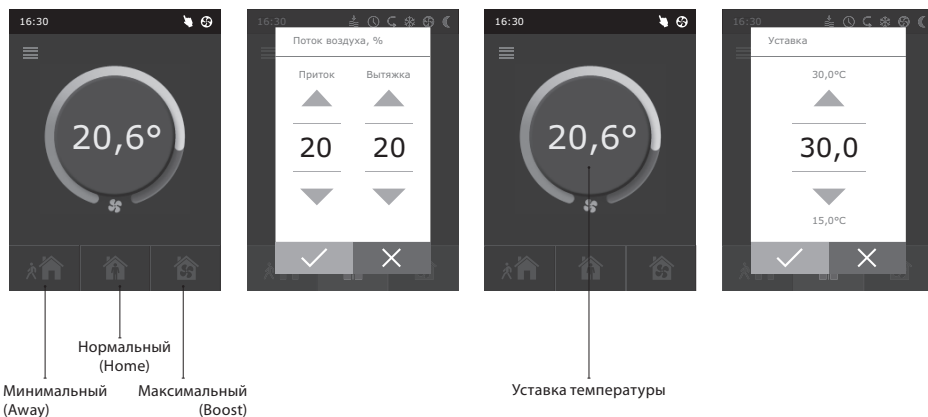 16:30
20,6°
Нормальный
(Home)
Минимальный
(Away)
Максимальный
(Boost)
16:30
Поток воздуха, %
Приток Вытяжка
20 20
16:30
20,6°
Уставка температуры
16:30
Уставка
30,0°C
30,0
15,0°C